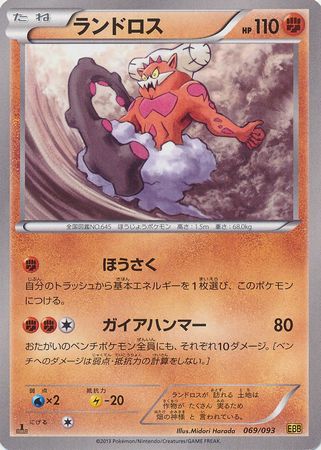 たね
ランドロス
HP 110
全国図鑑NO.645 ほうじょうポケモン 高さ:1.5m 重さ:68.0kg
ほうさく
自分のトラッシュから基本エネルギーを1枚選び、このポケモン
につける。
ガイアハンマー 80
おたがいのベンチポケモン全員にも、それぞれ10ダメージ。[ベン
チへのダメージは弱点・抵抗力の計算をしない。]
弱点 ×2 抵抗力 -20
ランドロスが 訪れる 土地は
作物が たくさん 実るため
畑の神様 と言われている。
にげる
Illus. Midori Harada 069/093 EBB
©2013 Pokémon/Nintendo/Creatures/GAME FREAK.